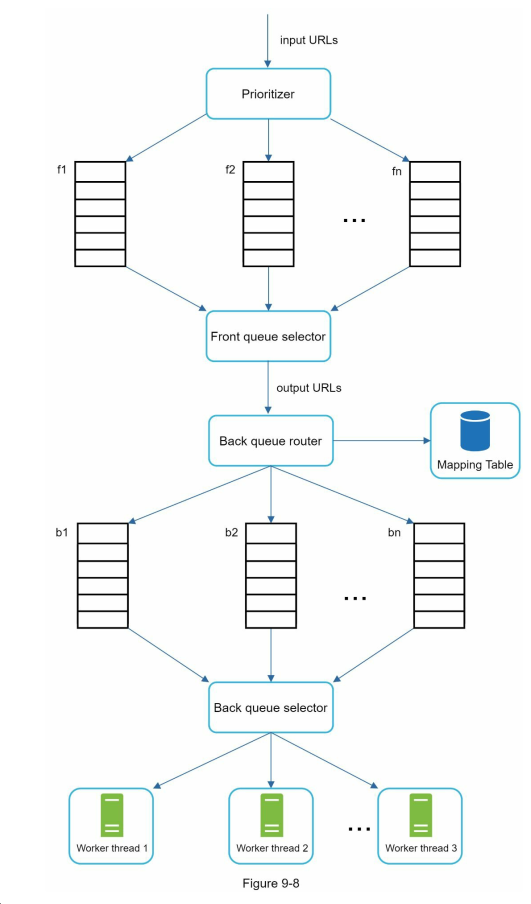 input URLs
Prioritizer
f1
f2
fn
...
Front queue selector
output URLs
Back queue router
Mapping Table
b1
b2
bn
...
Back queue selector
...
Worker thread 1
Worker thread 2
Worker thread 3
Figure 9-8